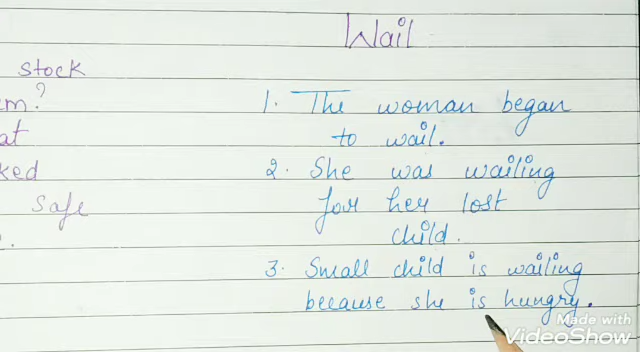 Wail
stock
m?
at
ked
safe
1. The woman began
to wail.
2. She was wailing
for her lost
child.
3. Small child is wailing
because she is hungry.
Made with
VideoShow